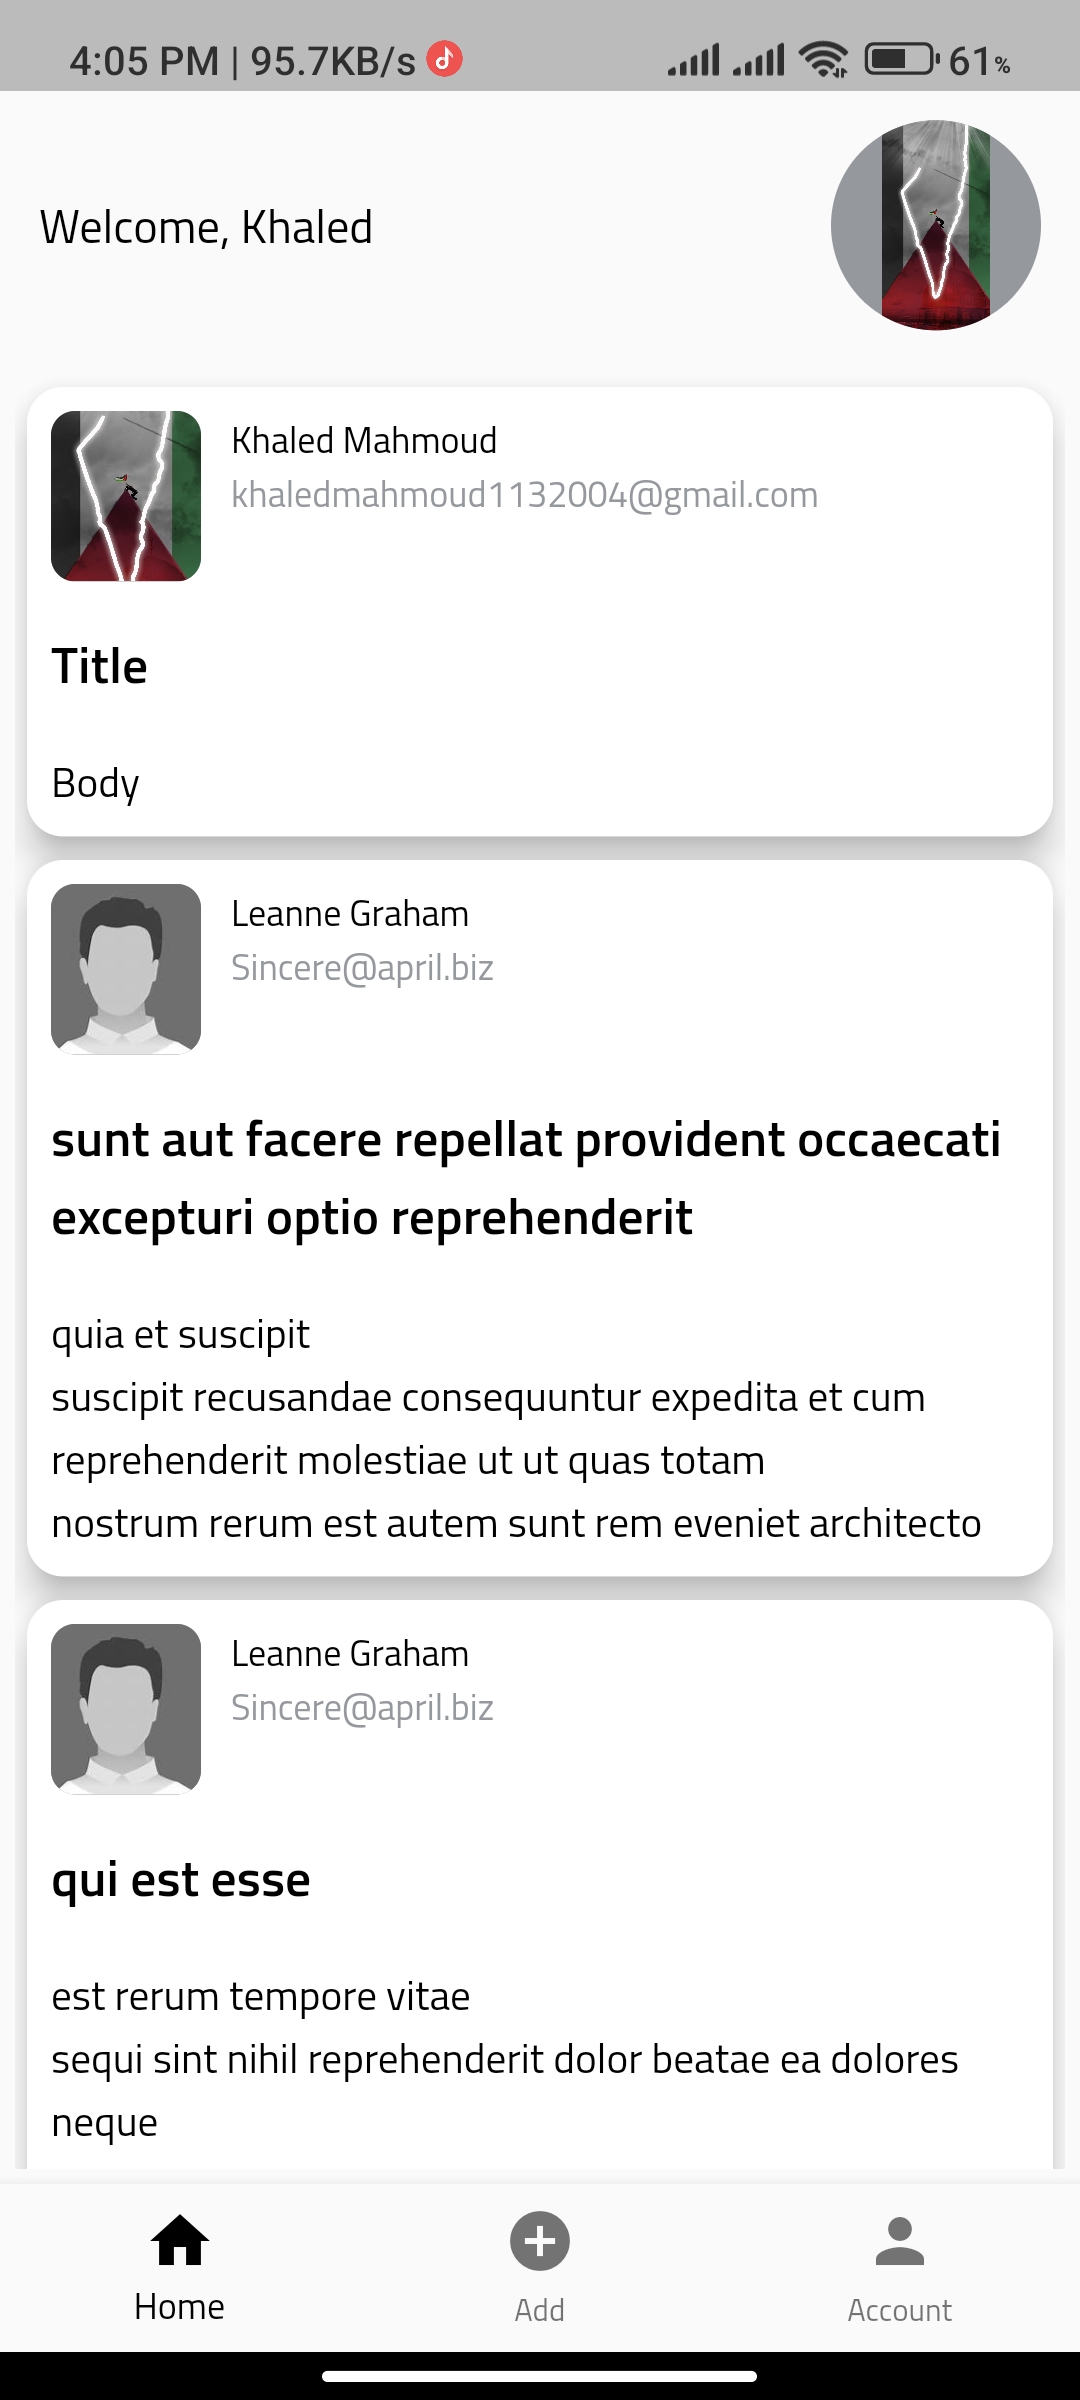 4:05 PM | 95.7KB/s 61%
Welcome, Khaled
Khaled Mahmoud
khaledmahmoud1132004@gmail.com
Title
Body
Leanne Graham
Sincere@april.biz
sunt aut facere repellat provident occaecati
excepturi optio reprehenderit
quia et suscipit
suscipit recusandae consequuntur expedita et cum
reprehenderit molestiae ut ut quas totam
nostrum rerum est autem sunt rem eveniet architecto
Leanne Graham
Sincere@april.biz
qui est esse
est rerum tempore vitae
sequi sint nihil reprehenderit dolor beatae ea dolores
neque
Home Add Account